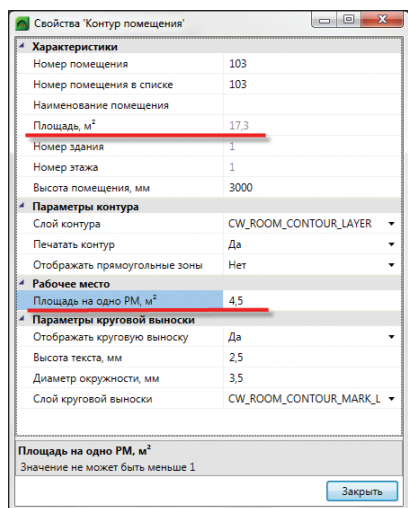 Свойства 'Контур помещения'
Характеристики
Номер помещения 103
Номер помещения в списке 103
Наименование помещения
Площадь, м² 17,3
Номер здания 1
Номер этажа 1
Высота помещения, мм 3000
Параметры контура
Слой контура CW_ROOM_CONTOUR_LAYER
Печатать контур Да
Отображать прямоугольные зоны Нет
Рабочее место
Площадь на одно РМ, м² 4,5
Параметры круговой выноски
Отображать круговую выноску Да
Высота текста, мм 2,5
Диаметр окружности, мм 3,5
Слой круговой выноски CW_ROOM_CONTOUR_MARK_L
Площадь на одно РМ, м²
Значение не может быть меньше 1
Закрыть